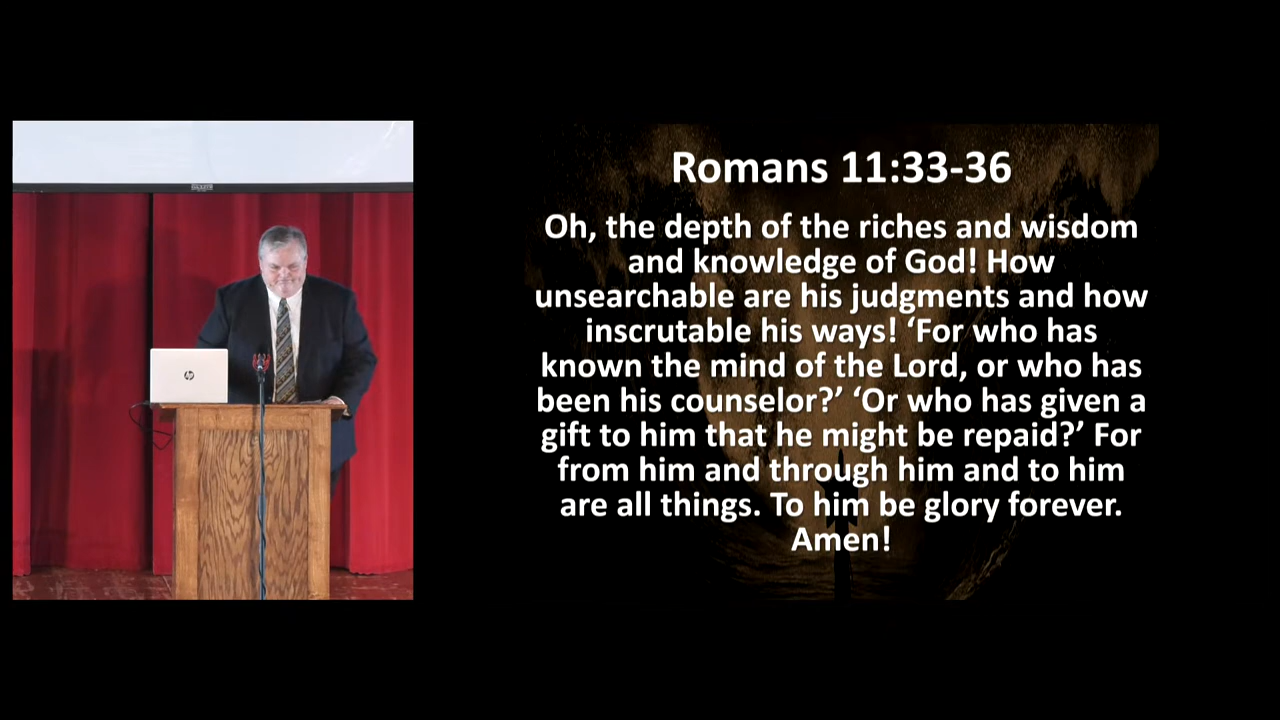 Romans 11:33-36
Oh, the depth of the riches and wisdom
and knowledge of God! How
unsearchable are his judgments and how
inscrutable his ways! ‘For who has
known the mind of the Lord, or who has
been his counselor?’ ‘Or who has given a
gift to him that he might be repaid?’ For
from him and through him and to him
are all things. To him be glory forever.
Amen!
hp